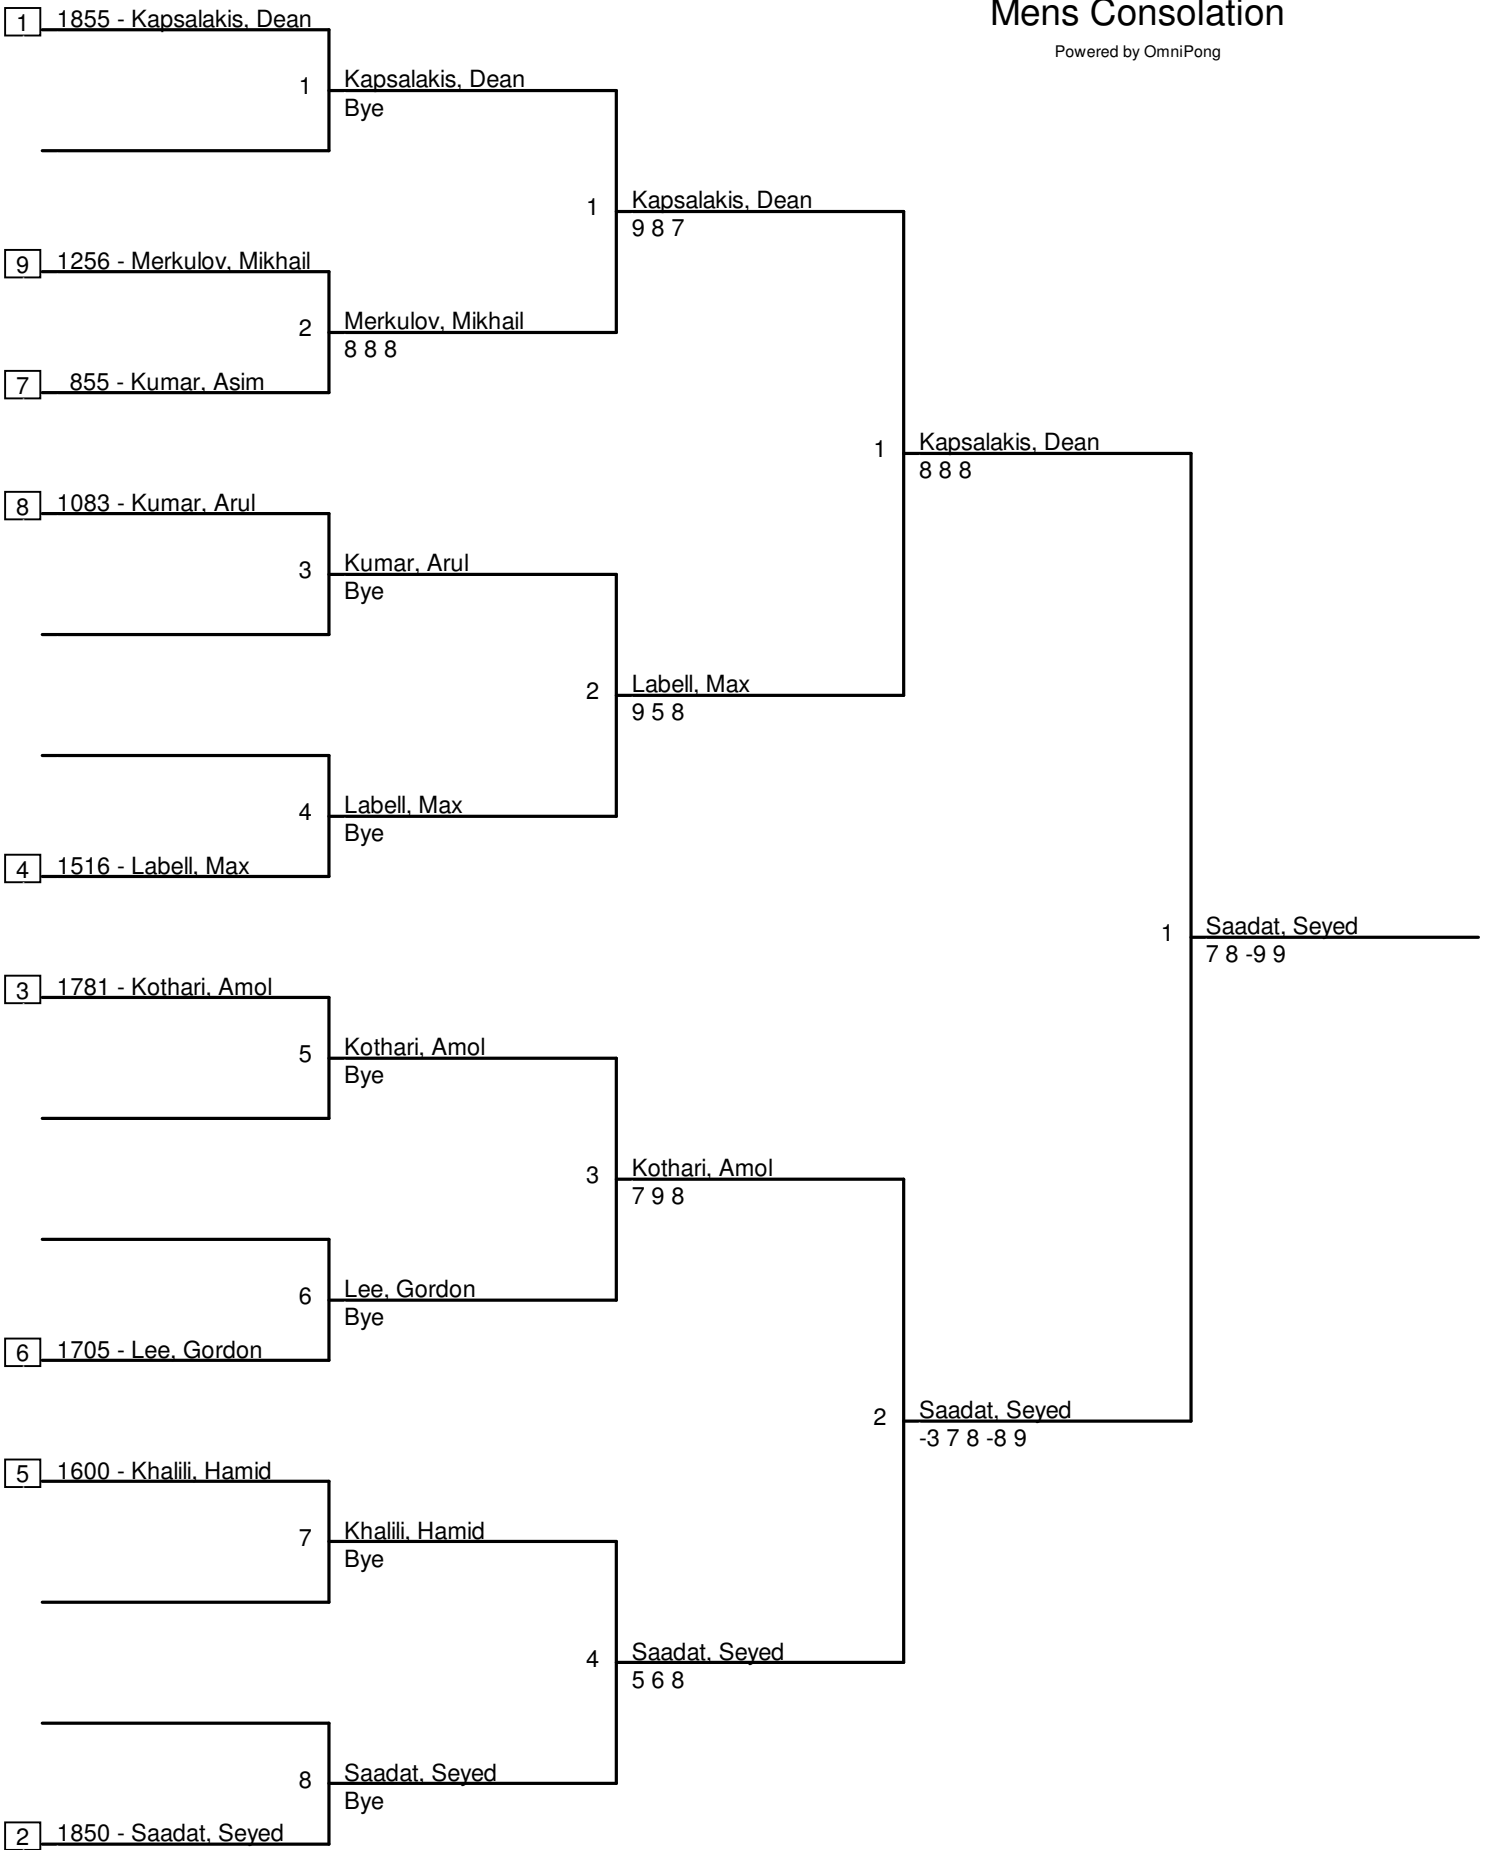 Mens Consolation
Powered by OmniPong
1 1855 - Kapsalakis, Dean
1 Kapsalakis, Dean
Bye
1 Kapsalakis, Dean
9 8 7
9 1256 - Merkulov, Mikhail
2 Merkulov, Mikhail
8 8 8
7 855 - Kumar, Asim
1 Kapsalakis, Dean
8 8 8
8 1083 - Kumar, Arul
3 Kumar, Arul
Bye
2 Labell, Max
9 5 8
4 Labell, Max
Bye
4 1516 - Labell, Max
1 Saadat, Seyed
7 8 -9 9
3 1781 - Kothari, Amol
5 Kothari, Amol
Bye
3 Kothari, Amol
7 9 8
6 Lee, Gordon
Bye
6 1705 - Lee, Gordon
2 Saadat, Seyed
-3 7 8 -8 9
5 1600 - Khalili, Hamid
7 Khalili, Hamid
Bye
4 Saadat, Seyed
5 6 8
8 Saadat, Seyed
Bye
2 1850 - Saadat, Seyed